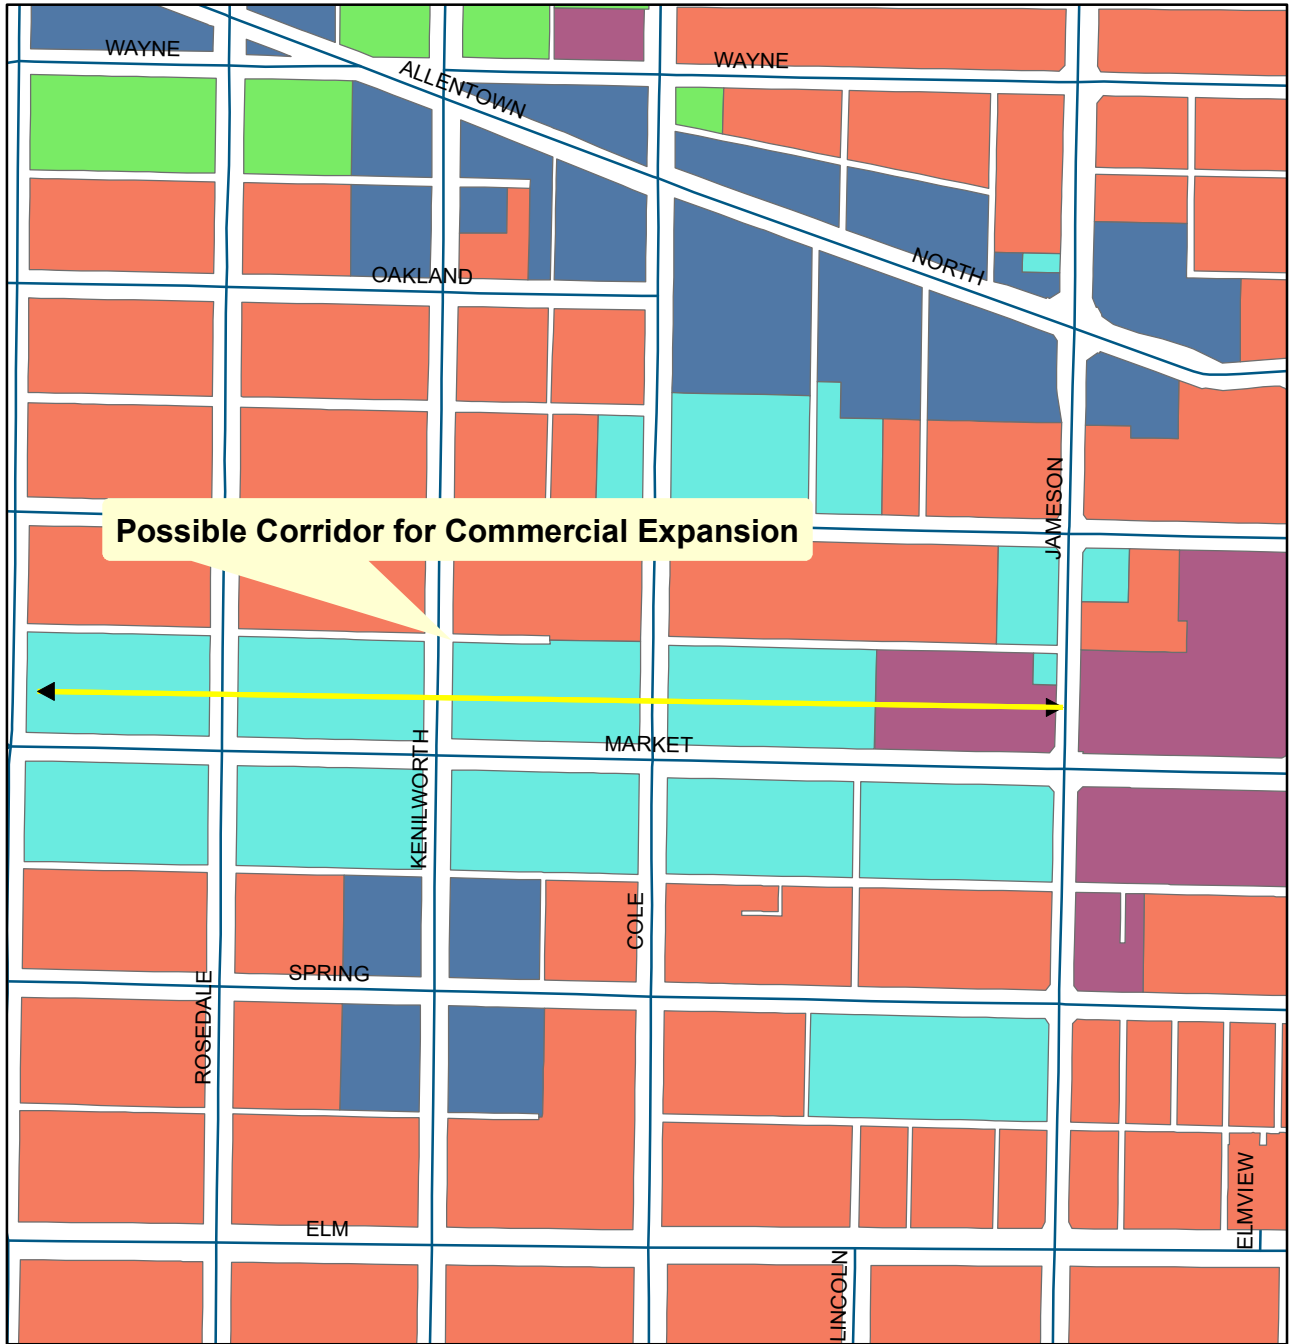 WAYNE
WAYNE
ALLENTOWN
NORTH
OAKLAND
JAMESON
Possible Corridor for Commercial Expansion
MARKET
KENILWORTH
COLE
SPRING
ROSEDALE
ELMVIEW
ELM
LINCOLN